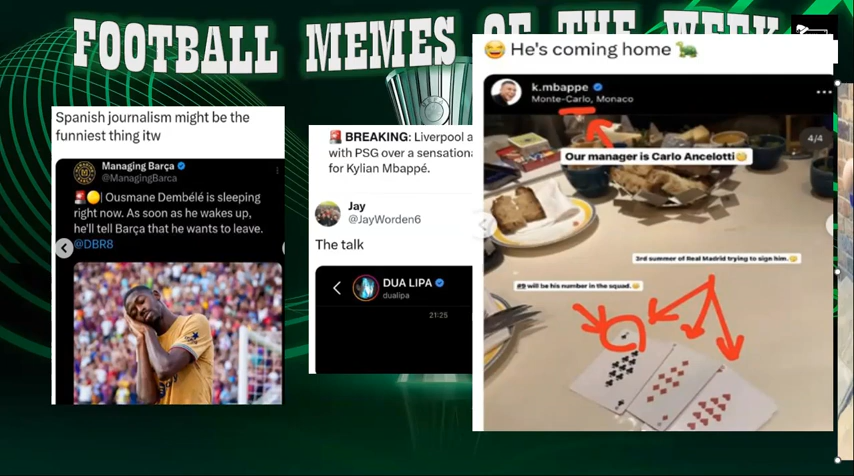 FOOTBALL MEMES OF THE WEEK
Spanish journalism might be the
funniest thing itw
Managing Barça
@ManagingBarca
🚨🟡| Ousmane Dembélé is sleeping
right now. As soon as he wakes up,
he'll tell Barça that he wants to leave.
@DBR8
🚨 BREAKING: Liverpool a
with PSG over a sensationa
for Kylian Mbappé.
Jay
@JayWorden6
The talk
DUA LIPA
dualipa
21:25
😂 He's coming home 🐢
k.mbappe
Monte-Carlo, Monaco
4/4
Our manager is Carlo Ancelotti
3rd summer of Real Madrid trying to sign him.
#9 will be his number in the squad.